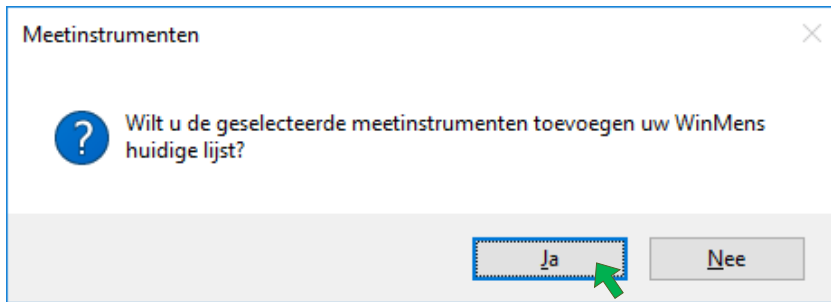 Meetinstrumenten
Wilt u de geselecteerde meetinstrumenten toevoegen uw WinMens
huidige lijst?
Ja
Nee